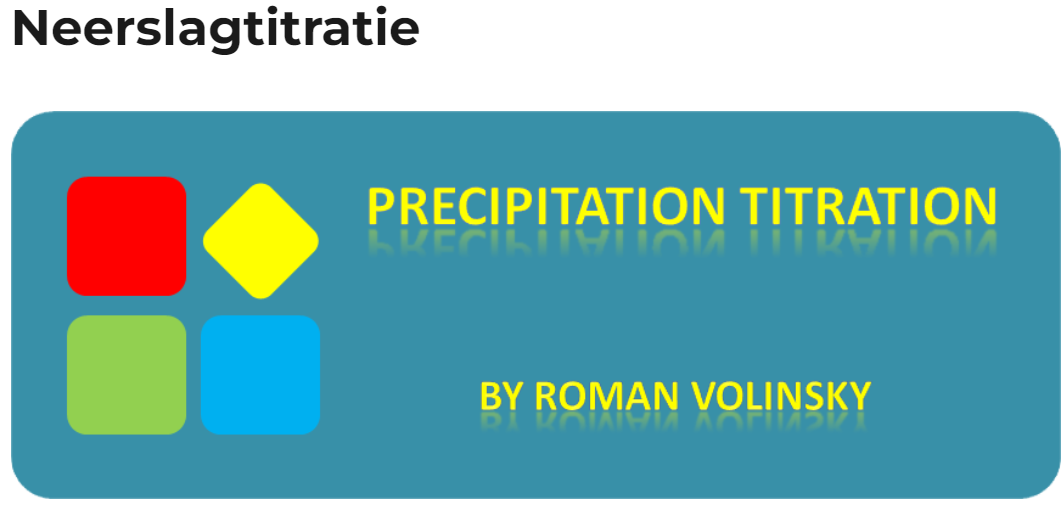 Neerslagtitratie
PRECIPITATION TITRATION
BY ROMAN VOLINSKY